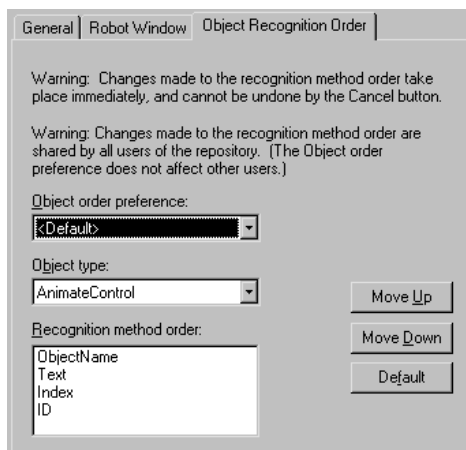 General
Robot Window
Object Recognition Order
Warning:  Changes made to the recognition method order take
place immediately, and cannot be undone by the Cancel button.
Warning: Changes made to the recognition method order are
shared by all users of the repository.  (The Object order
preference does not affect other users.)
Object order preference:
<Default>
Object type:
AnimateControl
Move Up
Recognition method order:
Move Down
ObjectName
Text
Index
ID
Default